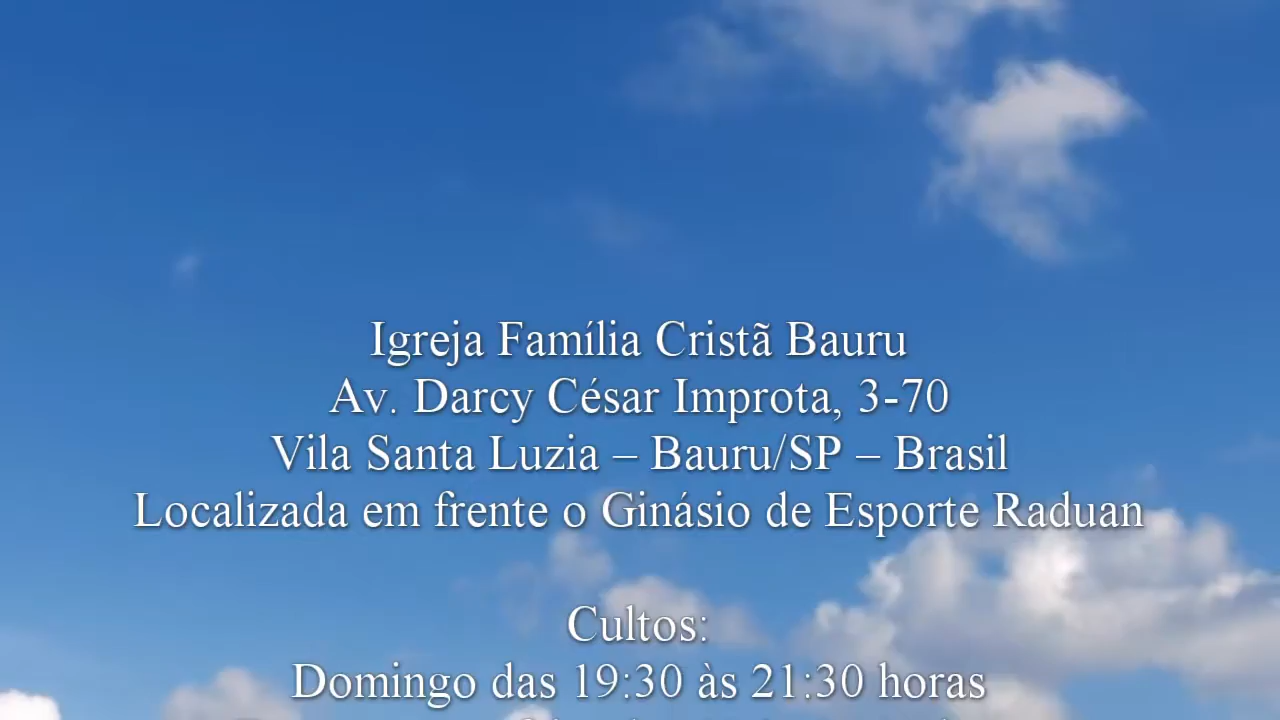 Igreja Família Cristã Bauru
Av. Darcy César Improta, 3-70
Vila Santa Luzia – Bauru/SP – Brasil
Localizada em frente o Ginásio de Esporte Raduan
Cultos:
Domingo das 19:30 às 21:30 horas